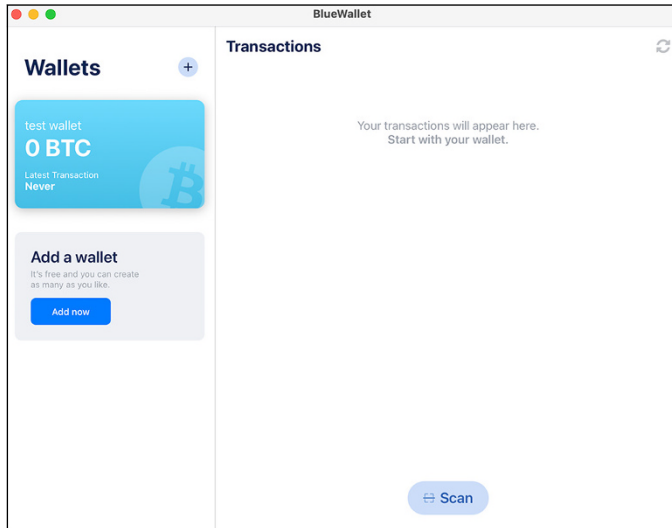 BlueWallet
Wallets
+
test wallet
0 BTC
Latest Transaction
Never
Add a wallet
It's free and you can create
as many as you like.
Add now
Transactions
Your transactions will appear here.
Start with your wallet.
Scan